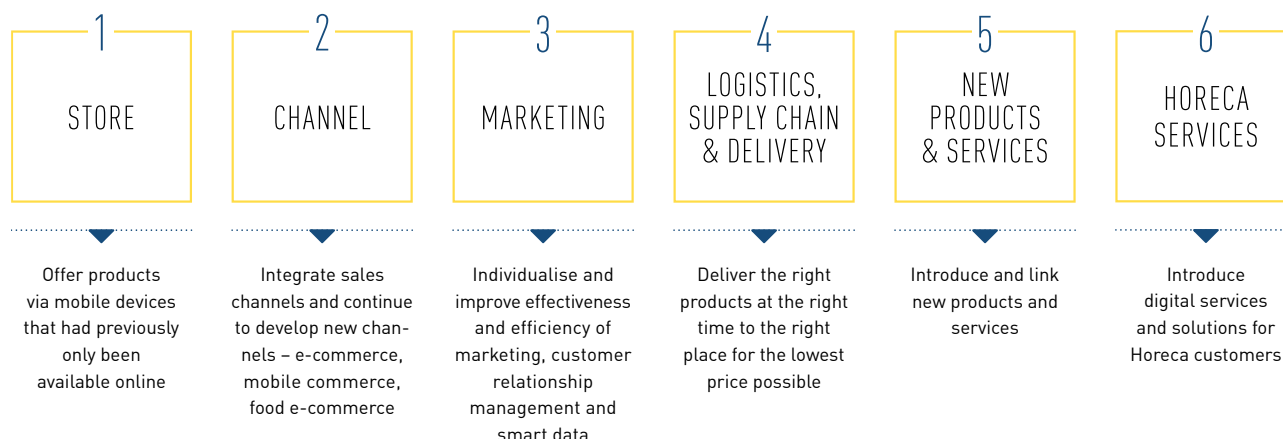 1
STORE
Offer products
via mobile devices
that had previously
only been
available online
2
CHANNEL
Integrate sales
channels and continue
to develop new chan-
nels – e-commerce,
mobile commerce,
food e-commerce
3
MARKETING
Individualise and
improve effectiveness
and efficiency of
marketing, customer
relationship
management and
smart data
4
LOGISTICS,
SUPPLY CHAIN
& DELIVERY
Deliver the right
products at the right
time to the right
place for the lowest
price possible
5
NEW
PRODUCTS
& SERVICES
Introduce and link
new products and
services
6
HORECA
SERVICES
Introduce
digital services
and solutions for
Horeca customers